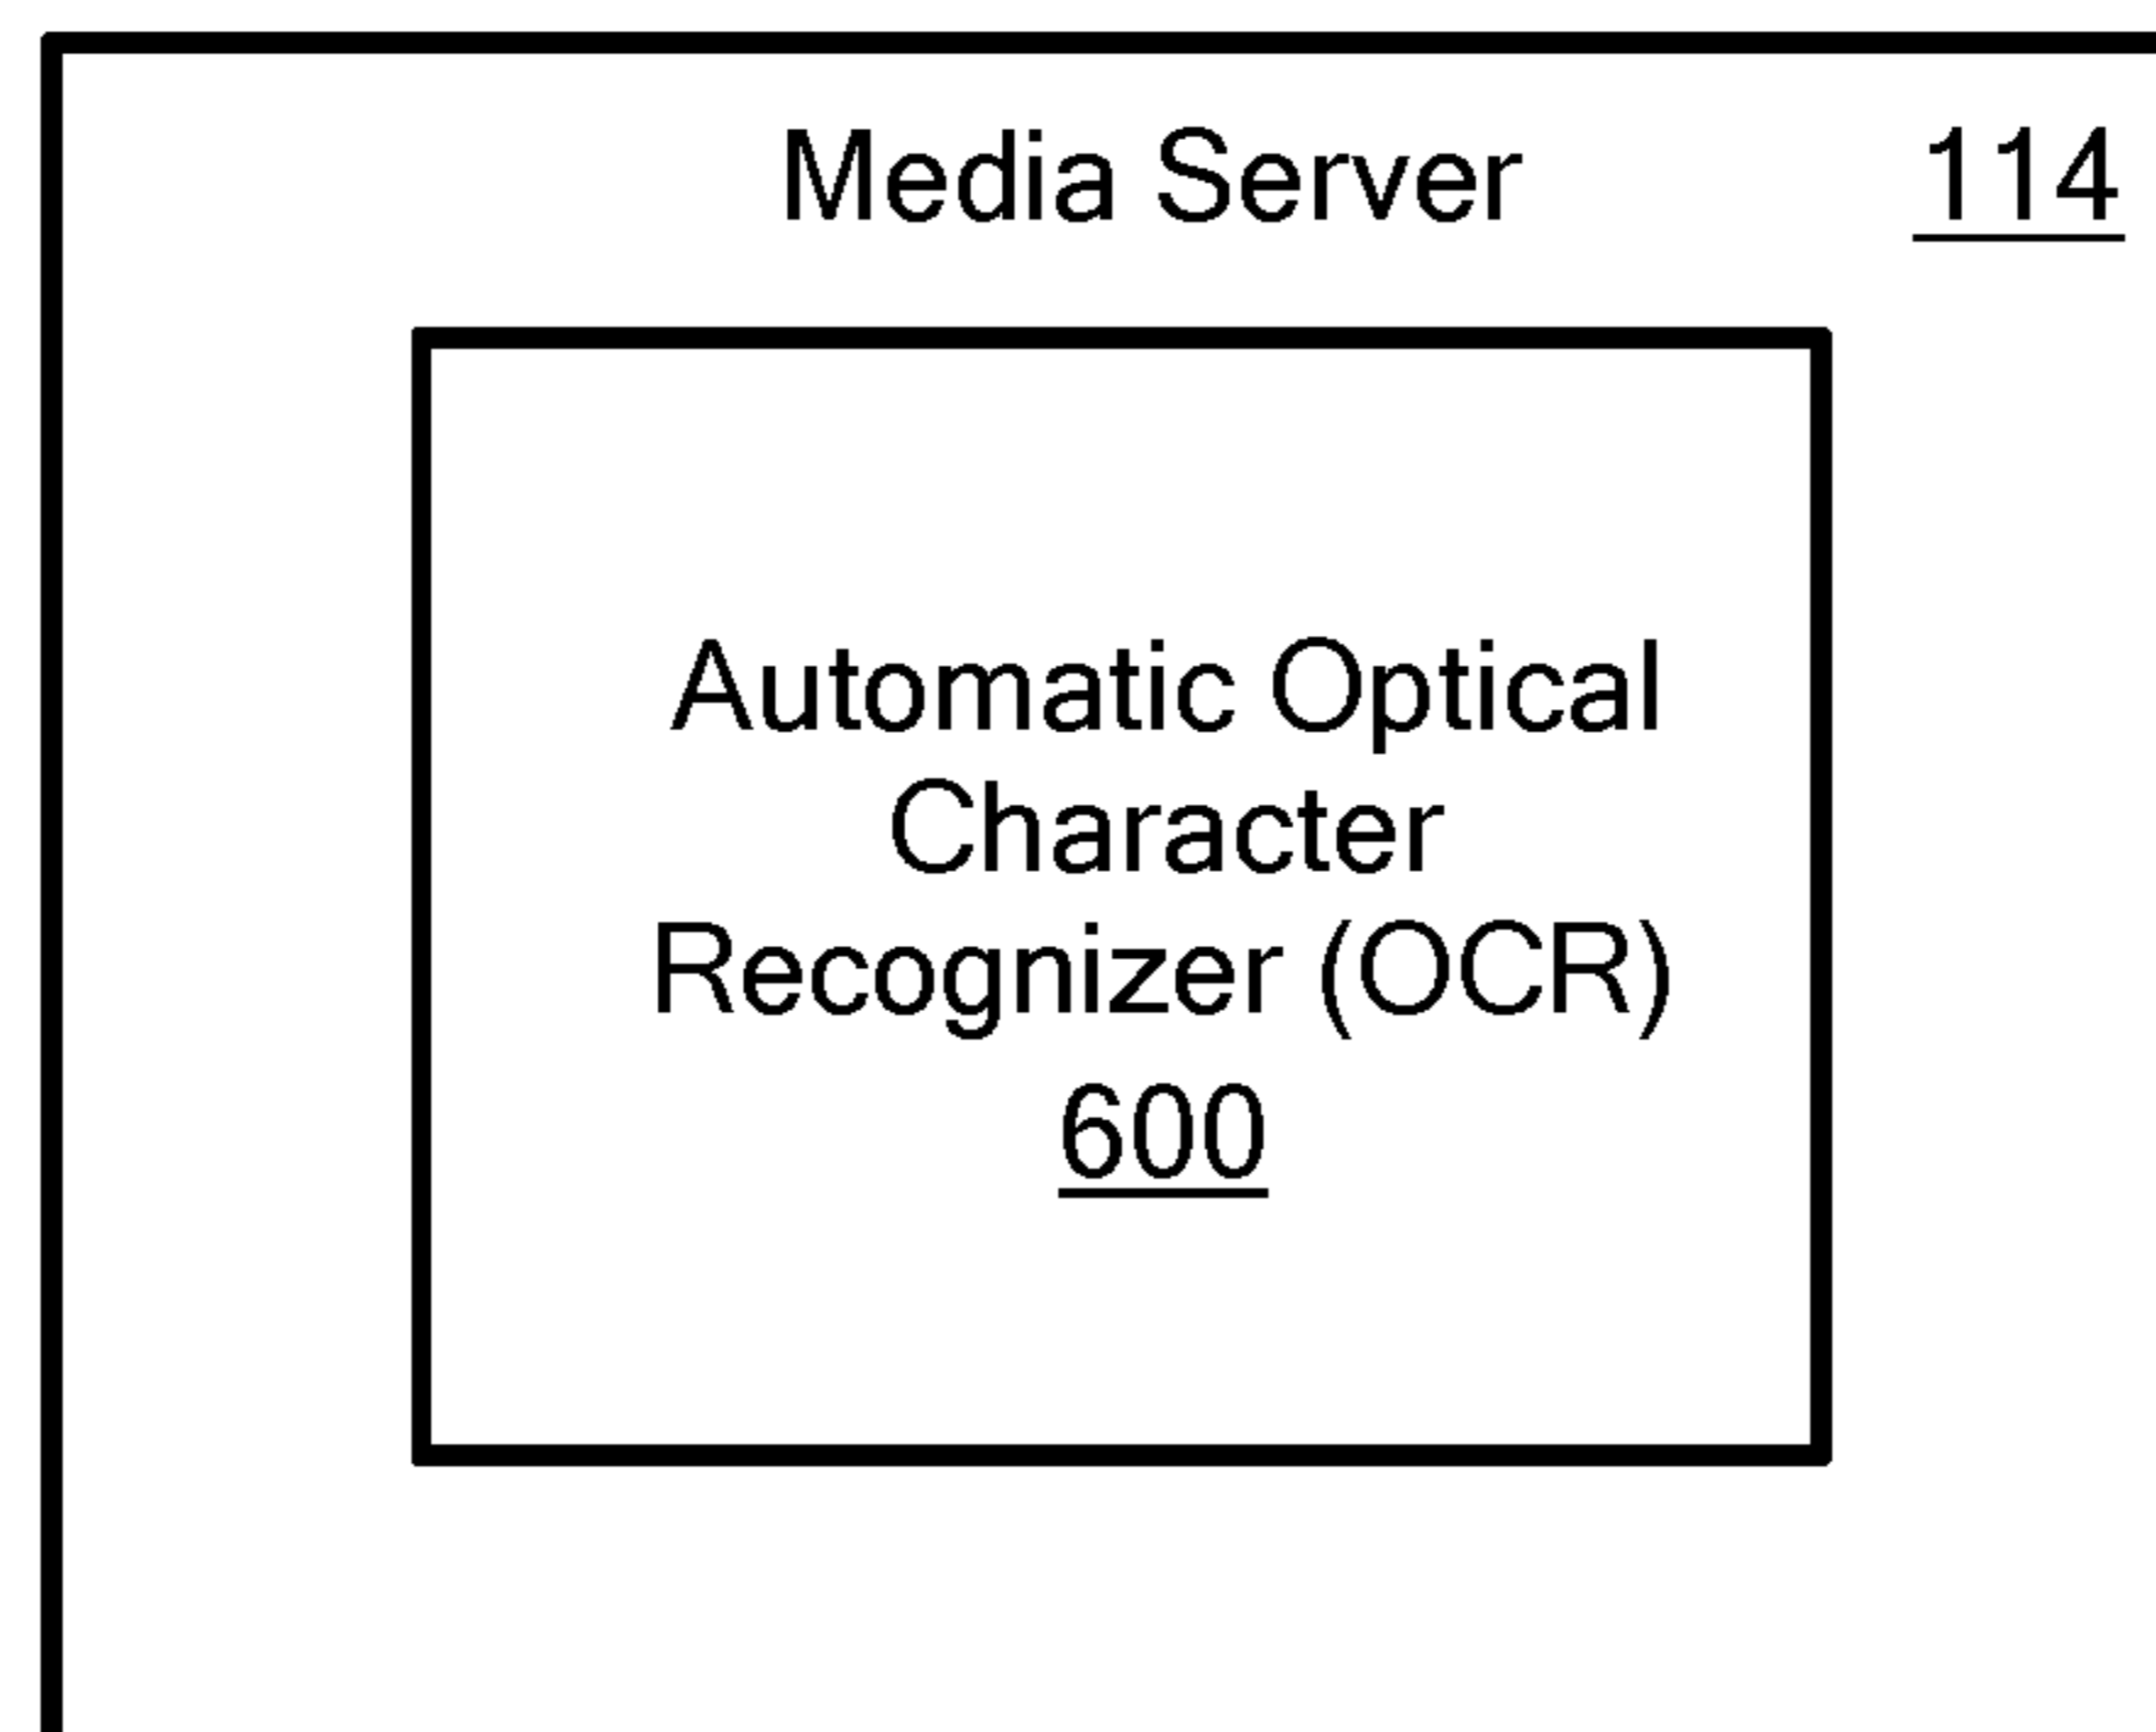 Media Server 114
Automatic Optical
Character
Recognizer (OCR)
600